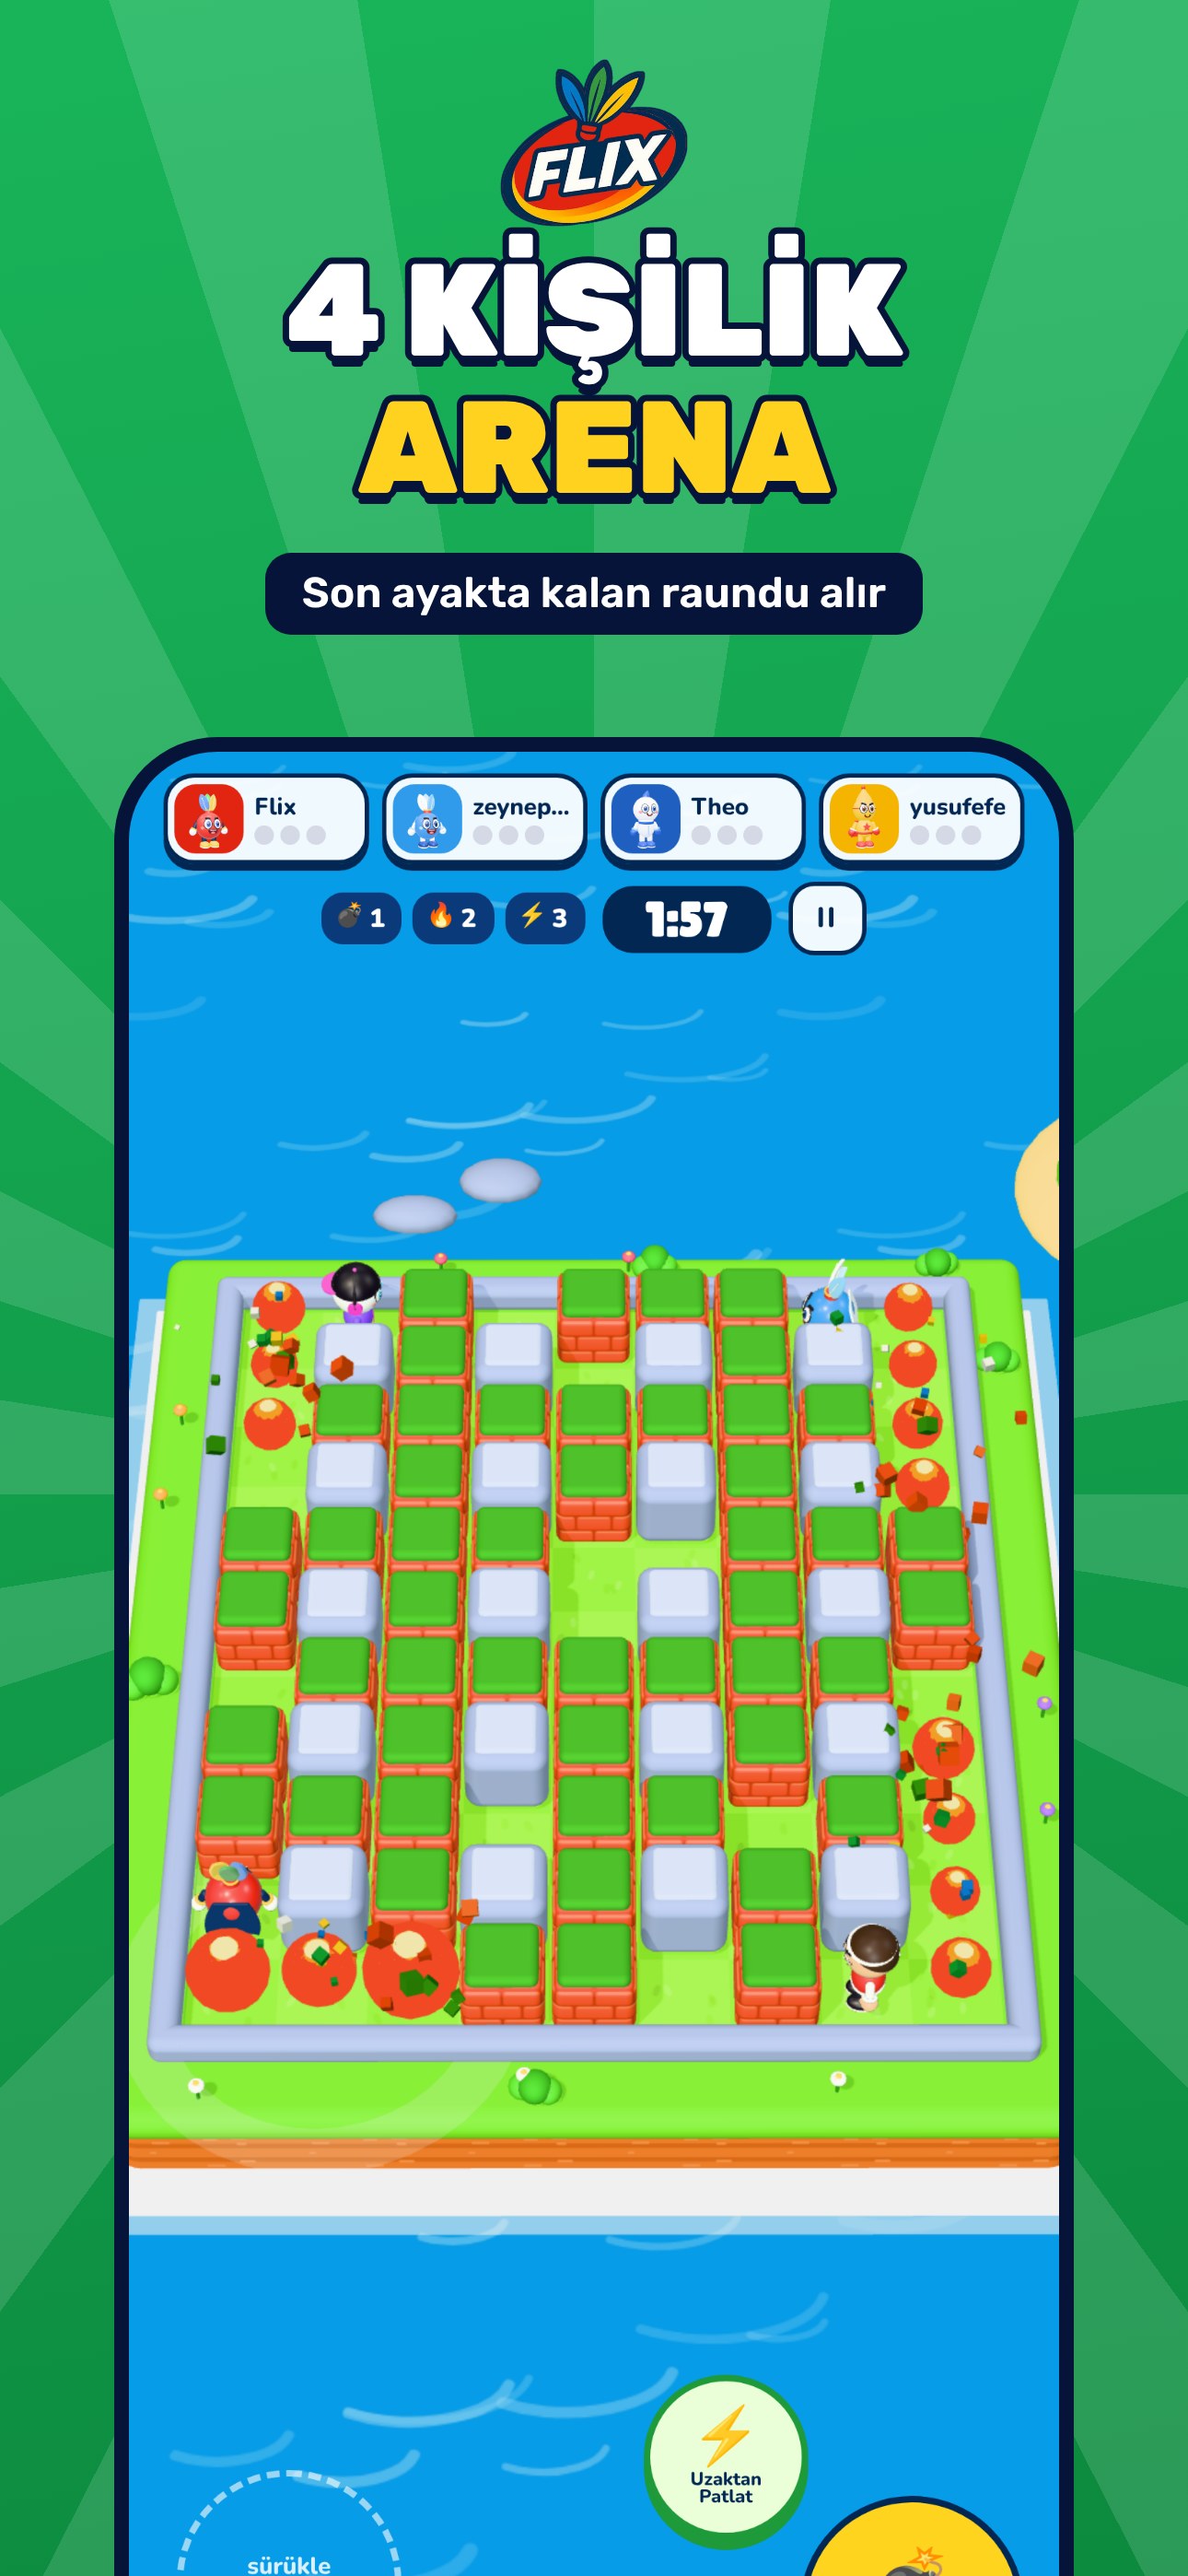 FLIX
4 KİŞİLİK
ARENA
Son ayakta kalan raundu alır
Flix
zeynep...
Theo
yusufefe
1
2
3
1:57
Uzaktan
Patlat
sürükle